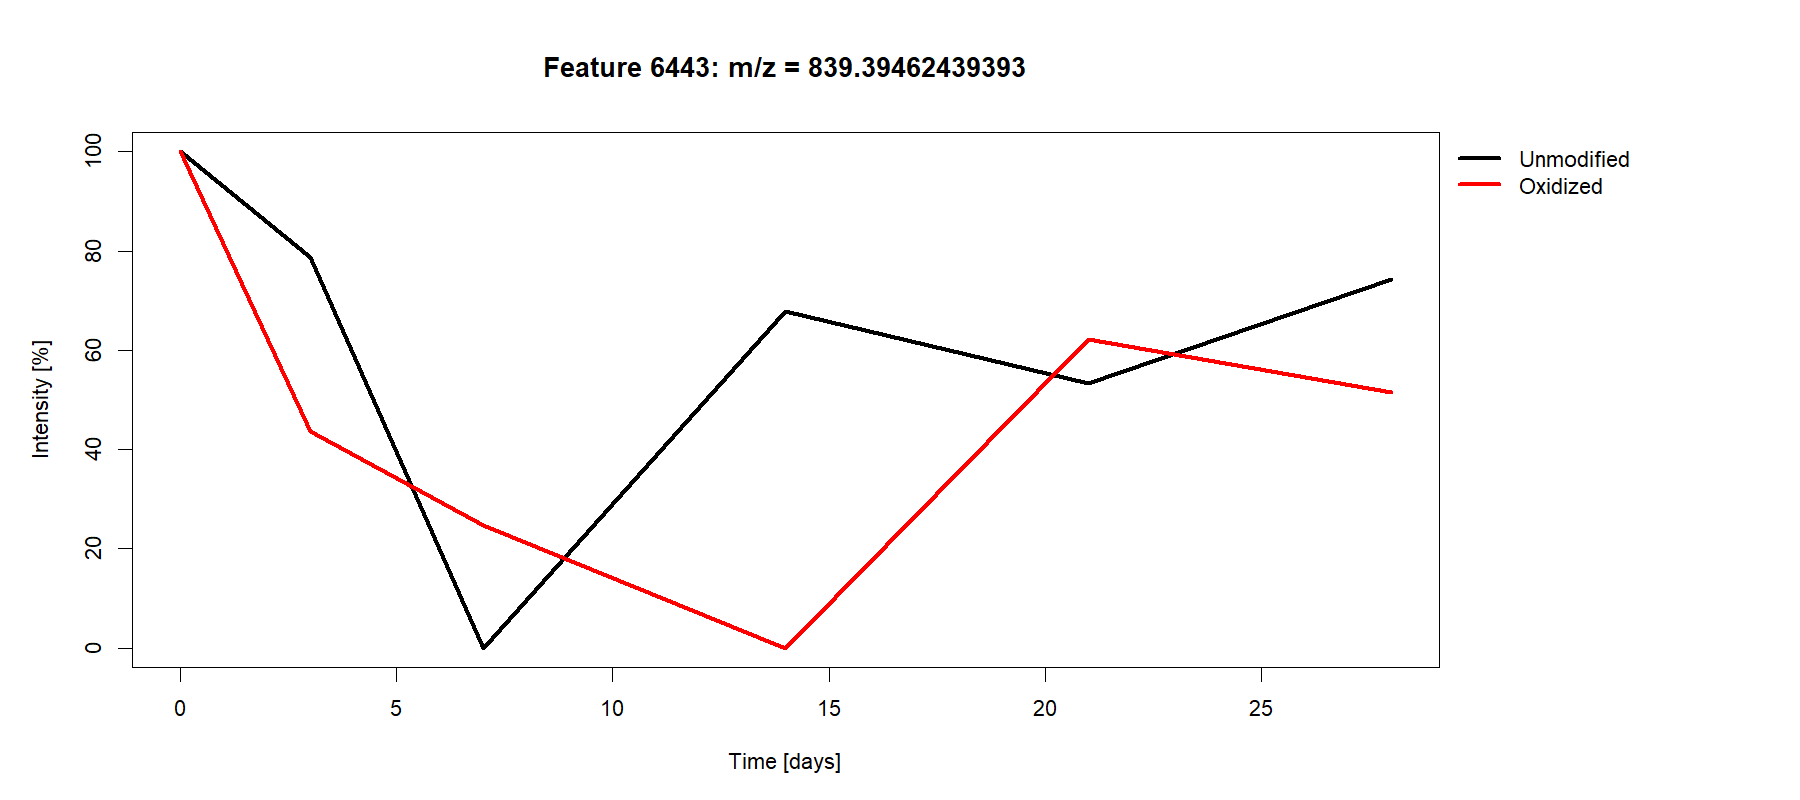 Feature 6443: m/z = 839.39462439393
Unmodified
Oxidized
Intensity [%]
100
80
60
40
20
0
0 5 10 15 20 25
Time [days]